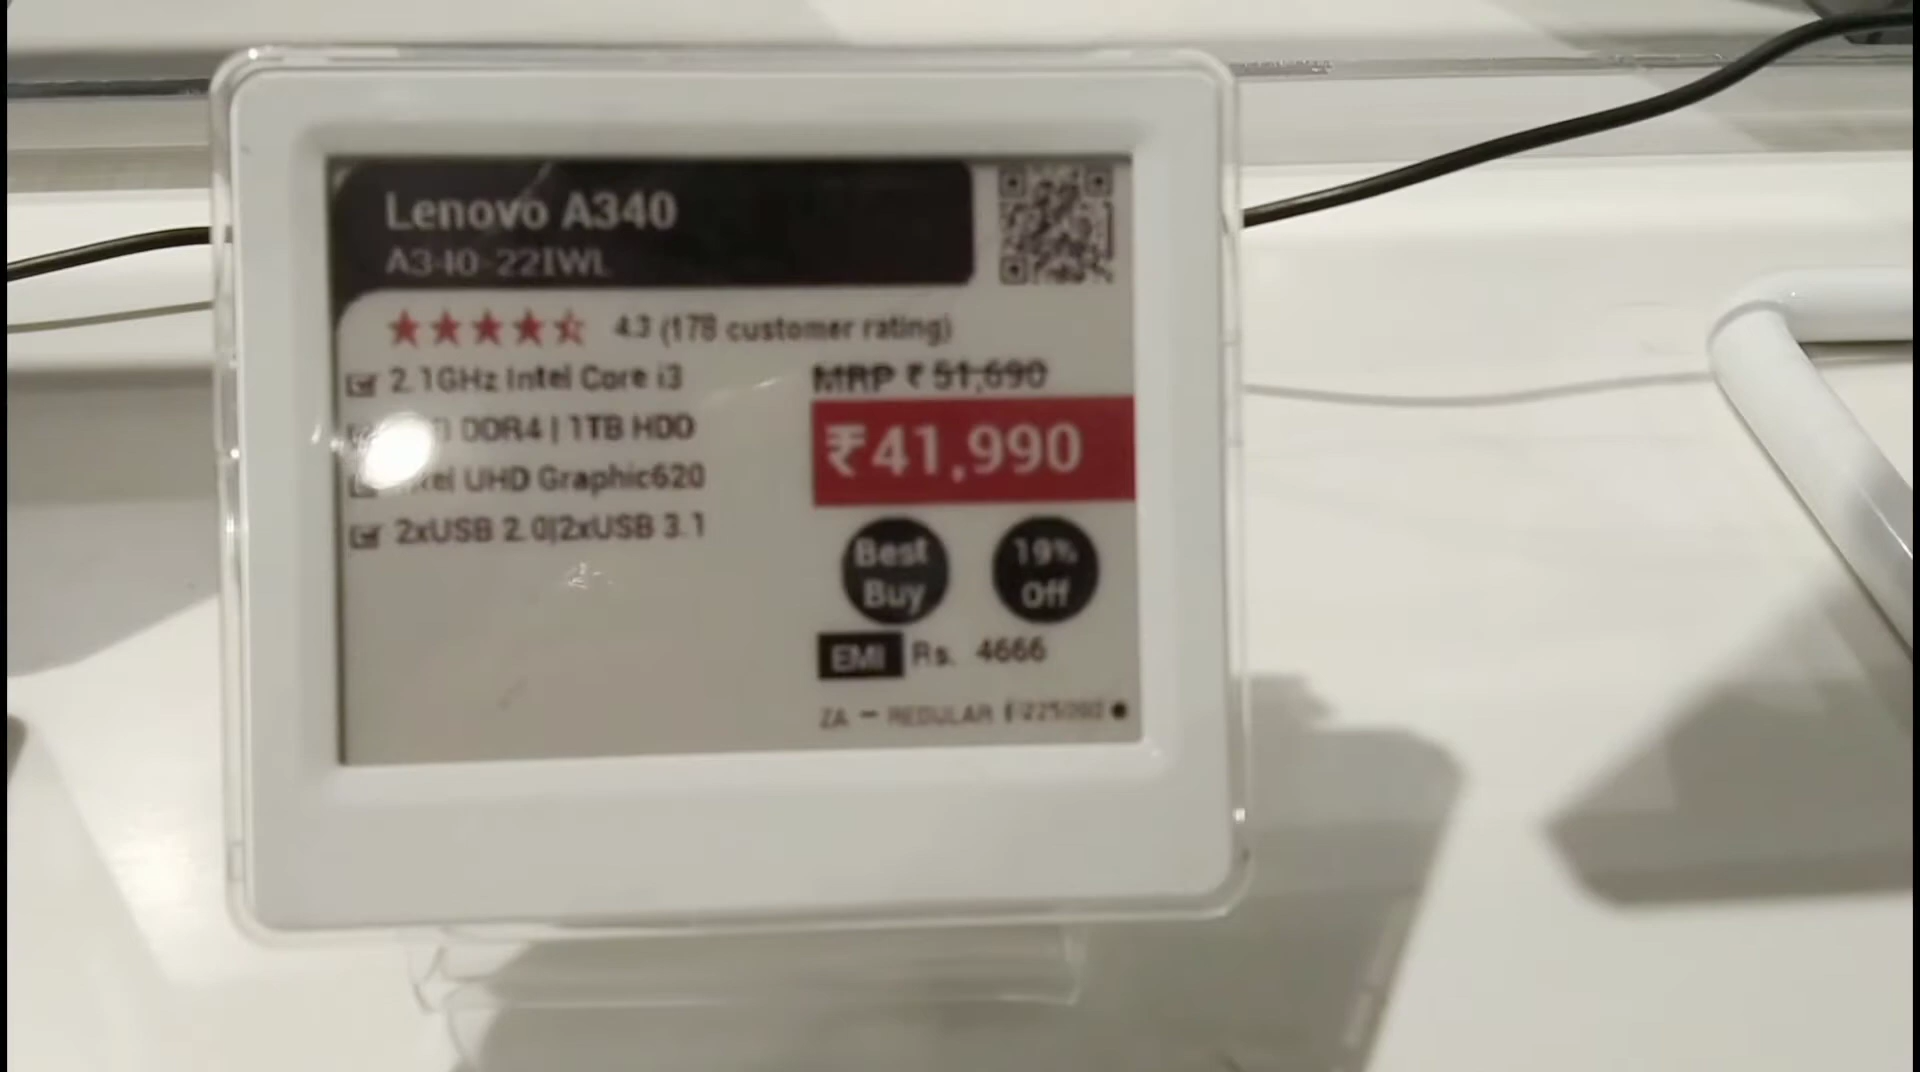 Lenovo A340
A340-22IWL
4.3 (178 customer rating)
2.1GHz Intel Core i3
DDR4 | 1TB HDD
UHD Graphic620
2xUSB 2.0|2xUSB 3.1
MRP ₹ 51,690
₹41,990
Best
Buy
19%
Off
EMI Rs. 4666
ZA - REGULAR